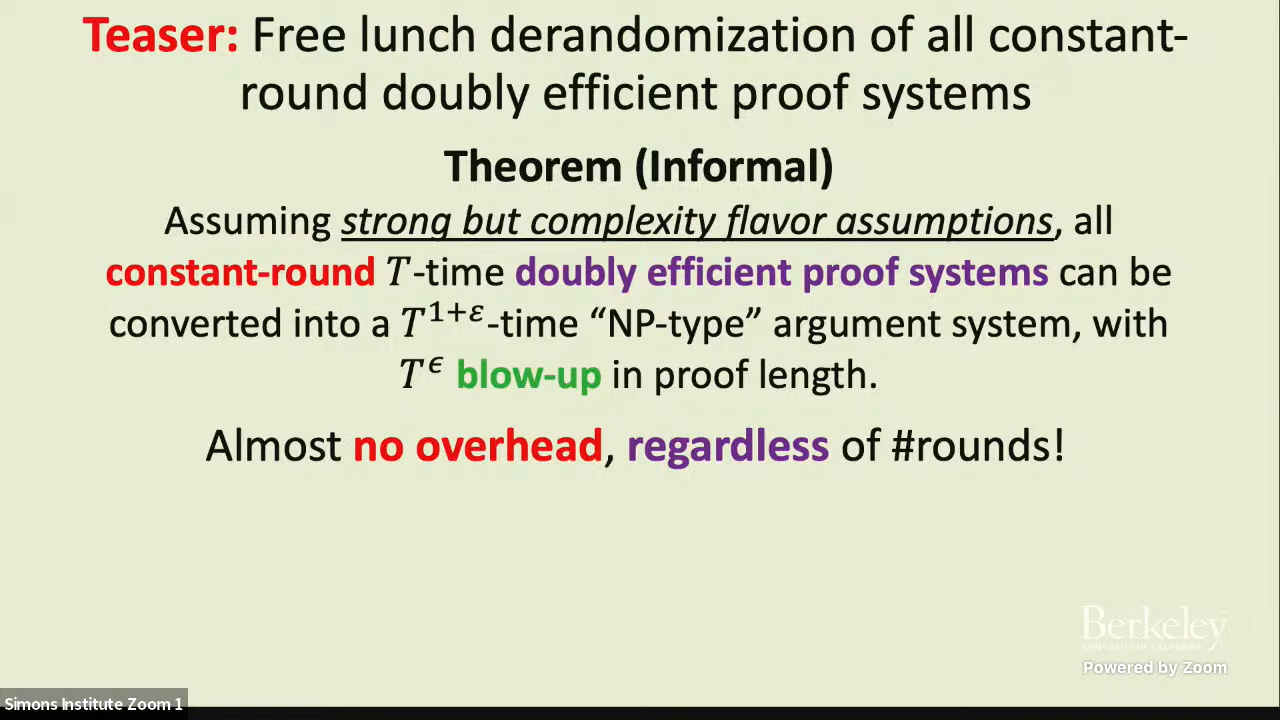 Teaser: Free lunch derandomization of all constant-
round doubly efficient proof systems
Theorem (Informal)
Assuming strong but complexity flavor assumptions, all
constant-round T-time doubly efficient proof systems can be
converted into a T^{1+ε}-time “NP-type” argument system, with
T^ϵ blow-up in proof length.
Almost no overhead, regardless of #rounds!
Berkeley
UNIVERSITY OF CALIFORNIA
Powered by Zoom
Simons Institute Zoom 1